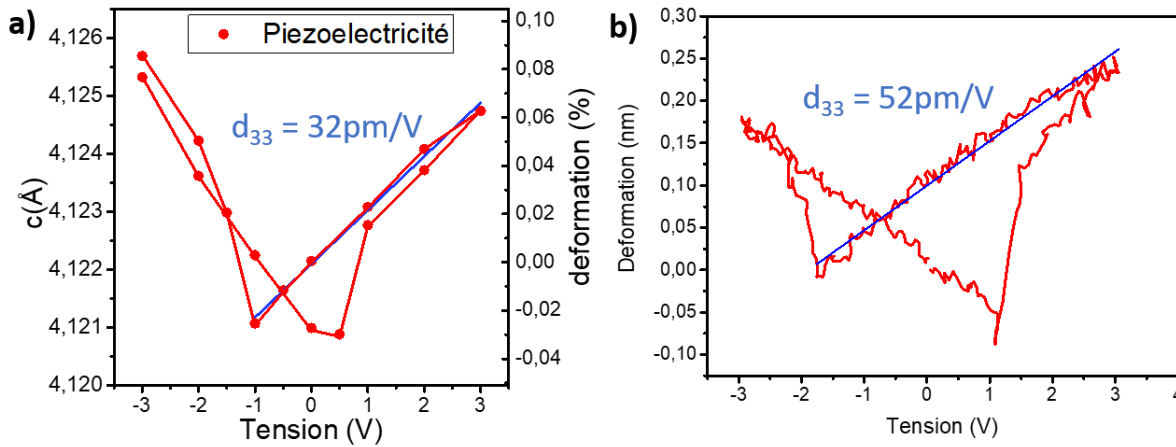 a)
Piezoelectricité
d33 = 32pm/V
4,126
4,125
4,124
4,123
4,122
4,121
4,120
c(Å)
0,10
0,08
0,06
0,04
0,02
0,00
-0,02
-0,04
deformation (%)
-3 -2 -1 0 1 2 3
Tension (V)
b)
d33 = 52pm/V
0,30
0,25
0,20
0,15
0,10
0,05
0,00
-0,05
-0,10
Deformation (nm)
-3 -2 -1 0 1 2 3 4
Tension (V)